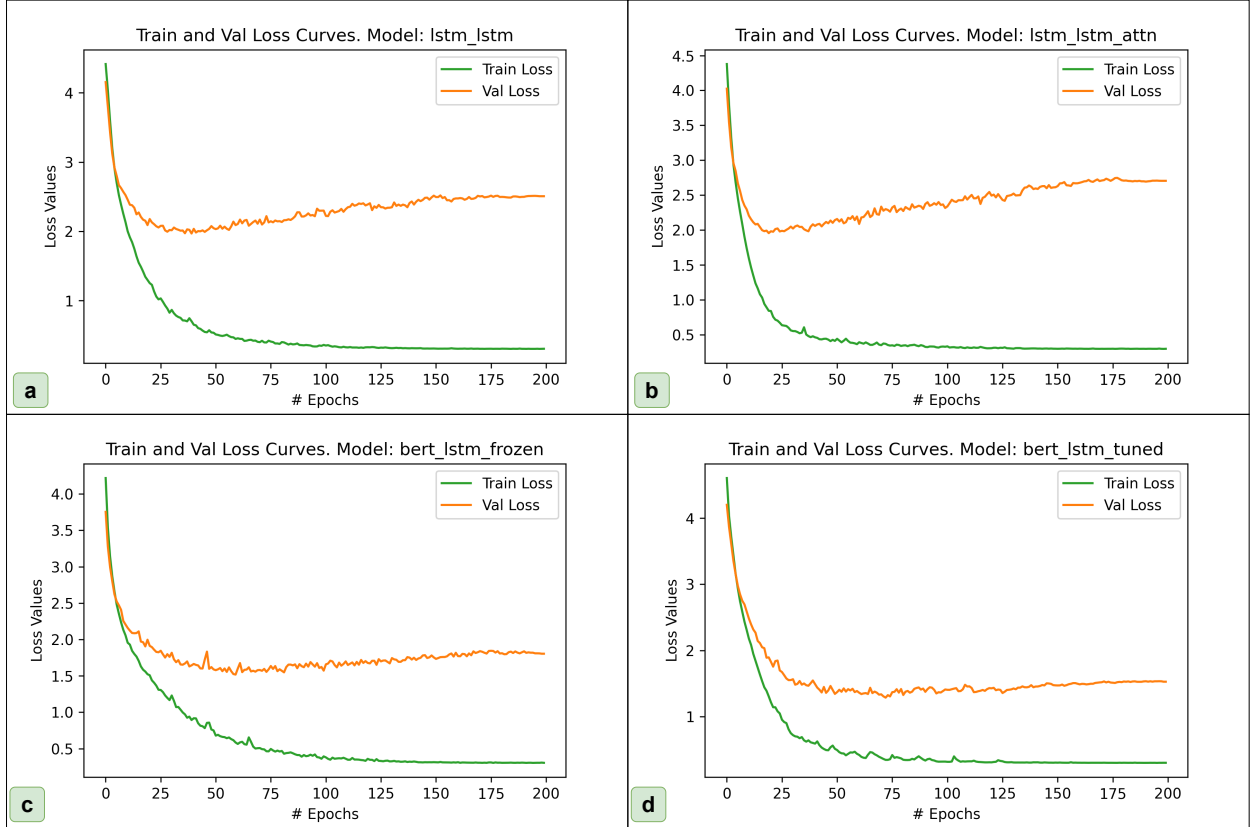 Train and Val Loss Curves. Model: lstm_lstm
Train Loss
Val Loss
4
3
2
1
Loss Values
0 25 50 75 100 125 150 175 200
# Epochs
a
Train and Val Loss Curves. Model: lstm_lstm_attn
Train Loss
Val Loss
4.5
4.0
3.5
3.0
2.5
2.0
1.5
1.0
0.5
Loss Values
0 25 50 75 100 125 150 175 200
# Epochs
b
Train and Val Loss Curves. Model: bert_lstm_frozen
Train Loss
Val Loss
4.0
3.5
3.0
2.5
2.0
1.5
1.0
0.5
Loss Values
0 25 50 75 100 125 150 175 200
# Epochs
c
Train and Val Loss Curves. Model: bert_lstm_tuned
Train Loss
Val Loss
4
3
2
1
Loss Values
0 25 50 75 100 125 150 175 200
# Epochs
d